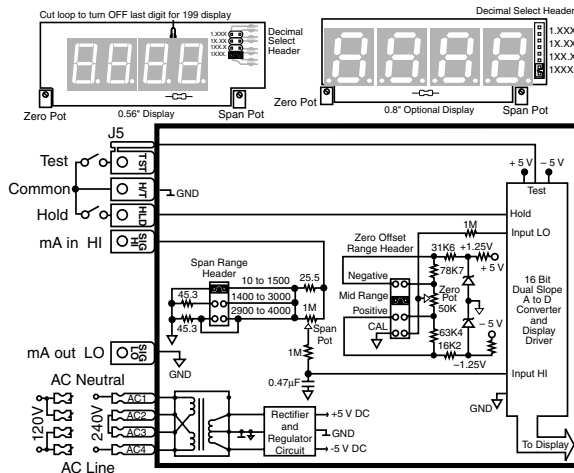 Cut loop to turn OFF last digit for 199 display
Decimal Select Header
1.XXX
1X.XX
1XX.X
1XXX.
Decimal
Select
Header
1.XXX
1X.XX
1XX.X
1XXX.
Zero Pot
0.56" Display
Span Pot
Zero Pot
0.8" Optional Display
Span Pot
J5
Test
TST
Common
H/T
GND
Hold
HLD
mA in HI
SIG HI
mA out LO
SIG LO
GND
+ 5 V
– 5 V
Test
Hold
Input LO
1M
Span Range
Header
10 to 1500
25.5
1400 to 3000
2900 to 4000
45.3
45.3
1M
Span
Pot
1M
0.47µF
Zero Offset
Range Header
Negative
Mid Range
Positive
CAL
31K6
+1.25V
+ 5 V
78K7
Zero
Pot
50K
63K4
16K2
– 5 V
–1.25V
16 Bit
Dual Slope
A to D
Converter
and
Display
Driver
Input HI
GND
To Display
AC Neutral
120V
240V
AC1
AC2
AC3
AC4
AC Line
Rectifier
and
Regulator
Circuit
+5 V DC
GND
-5 V DC